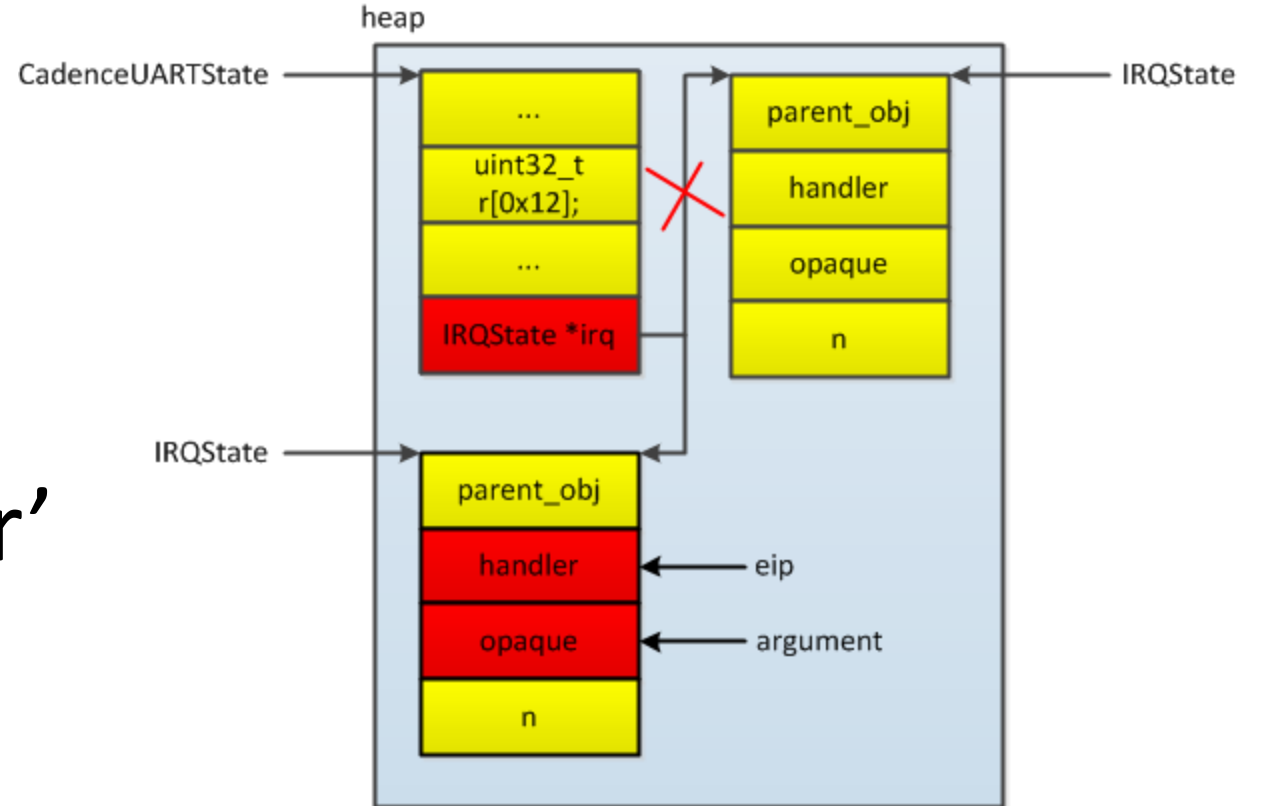 heap
CadenceUARTState
IRQState
...
uint32_t
r[0x12];
...
IRQState *irq
parent_obj
handler
opaque
n
IRQState
parent_obj
handler
opaque
n
eip
argument
r’